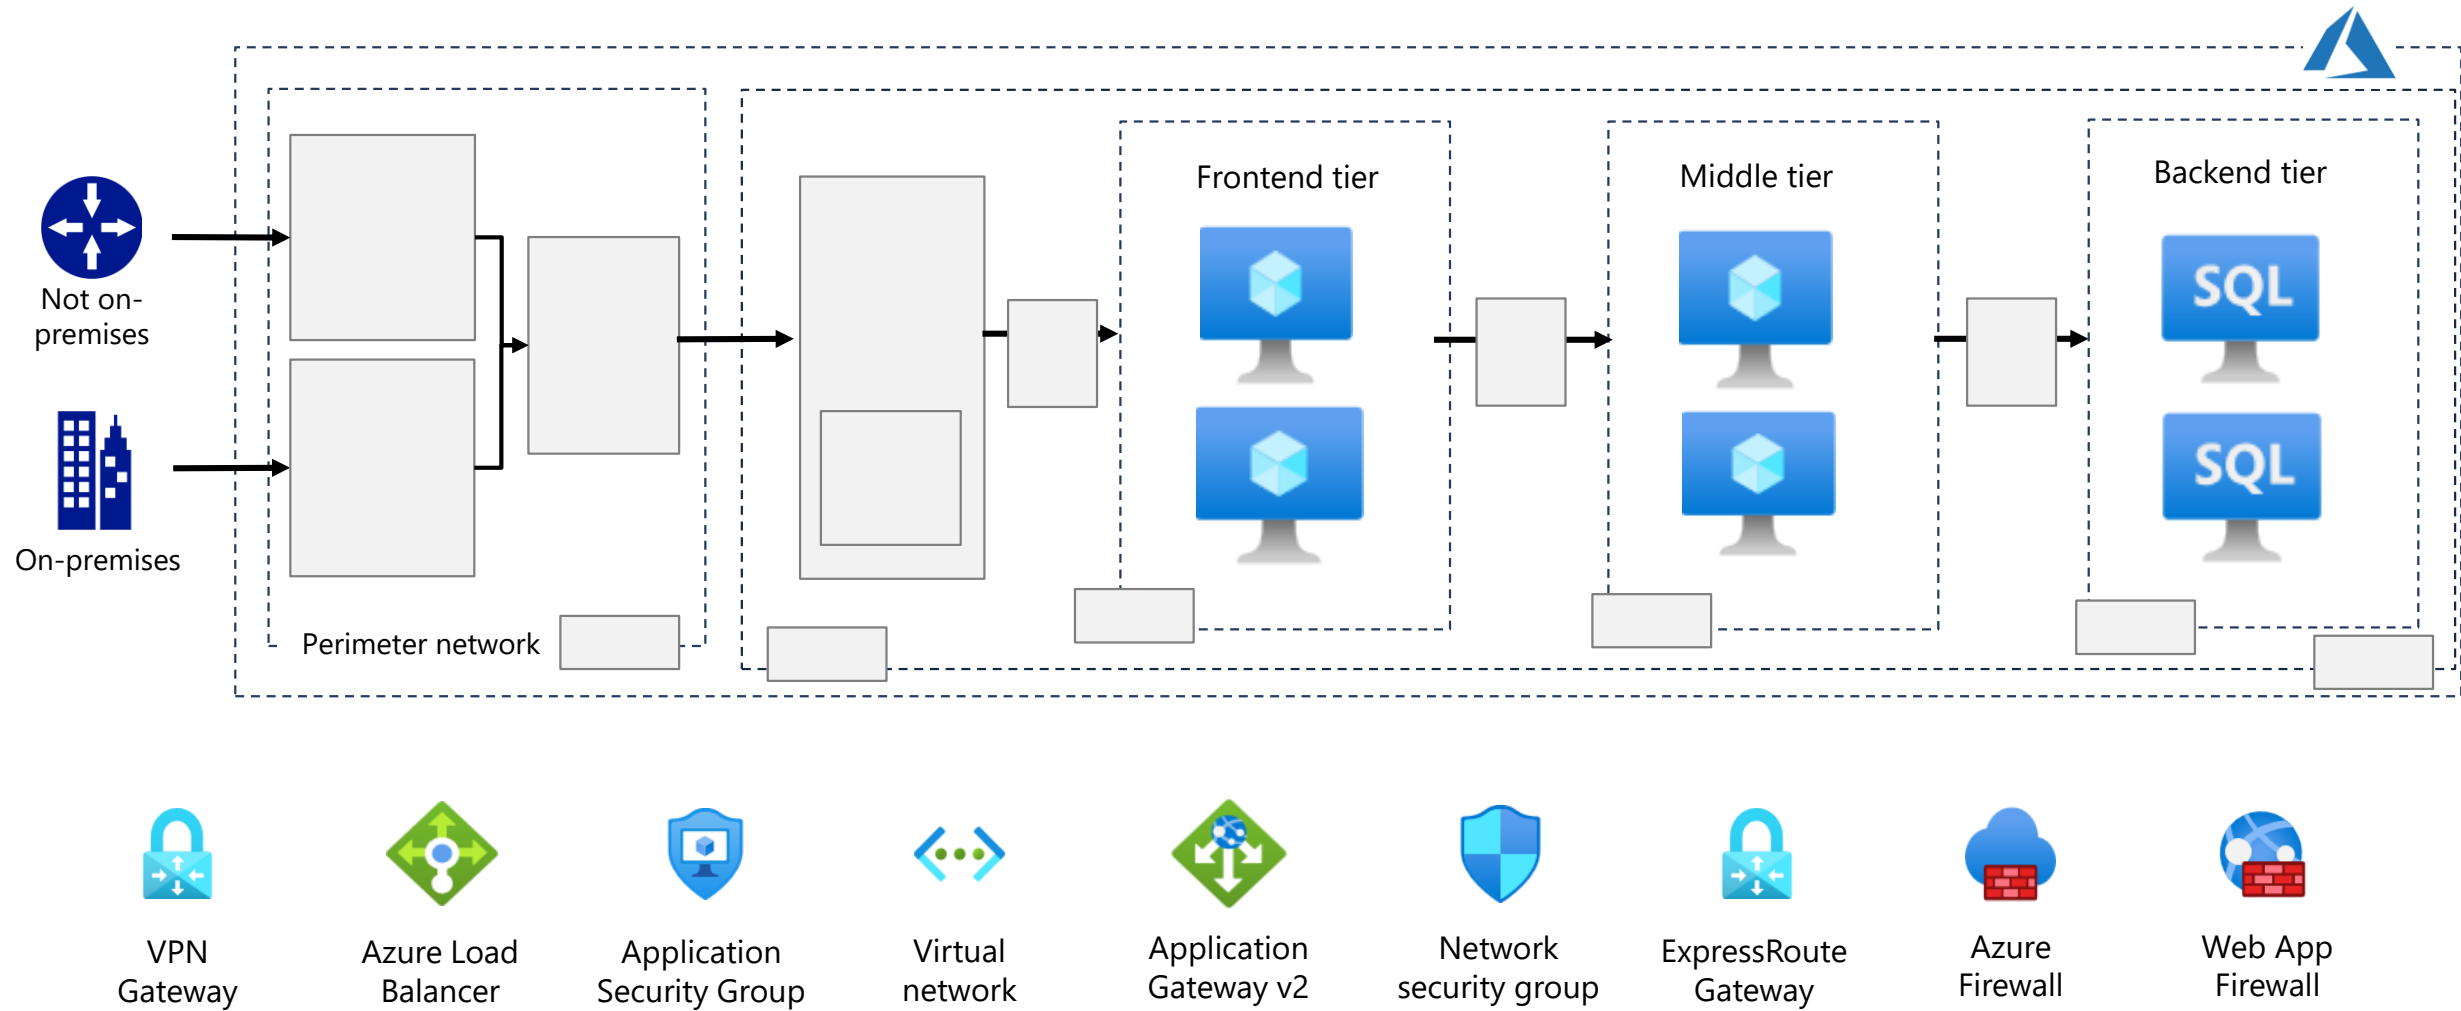 Not on-
premises
On-premises
Perimeter network
Frontend tier
Middle tier
Backend tier
SQL
SQL
VPN
Gateway
Azure Load
Balancer
Application
Security Group
Virtual
network
Application
Gateway v2
Network
security group
ExpressRoute
Gateway
Azure
Firewall
Web App
Firewall